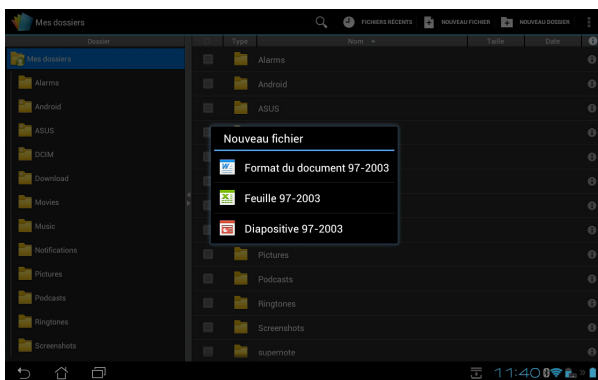 Mes dossiers
FICHIERS RÉCENTS
NOUVEAU FICHIER
NOUVEAU DOSSIER
Dossier
Type
Nom
Taille
Date
Mes dossiers
Alarms
Android
ASUS
DCIM
Download
Movies
Music
Notifications
Pictures
Podcasts
Ringtones
Screenshots
Alarms
Android
ASUS
Nouveau fichier
Format du document 97-2003
Feuille 97-2003
Diapositive 97-2003
Pictures
Podcasts
Ringtones
Screenshots
supernote
11:40